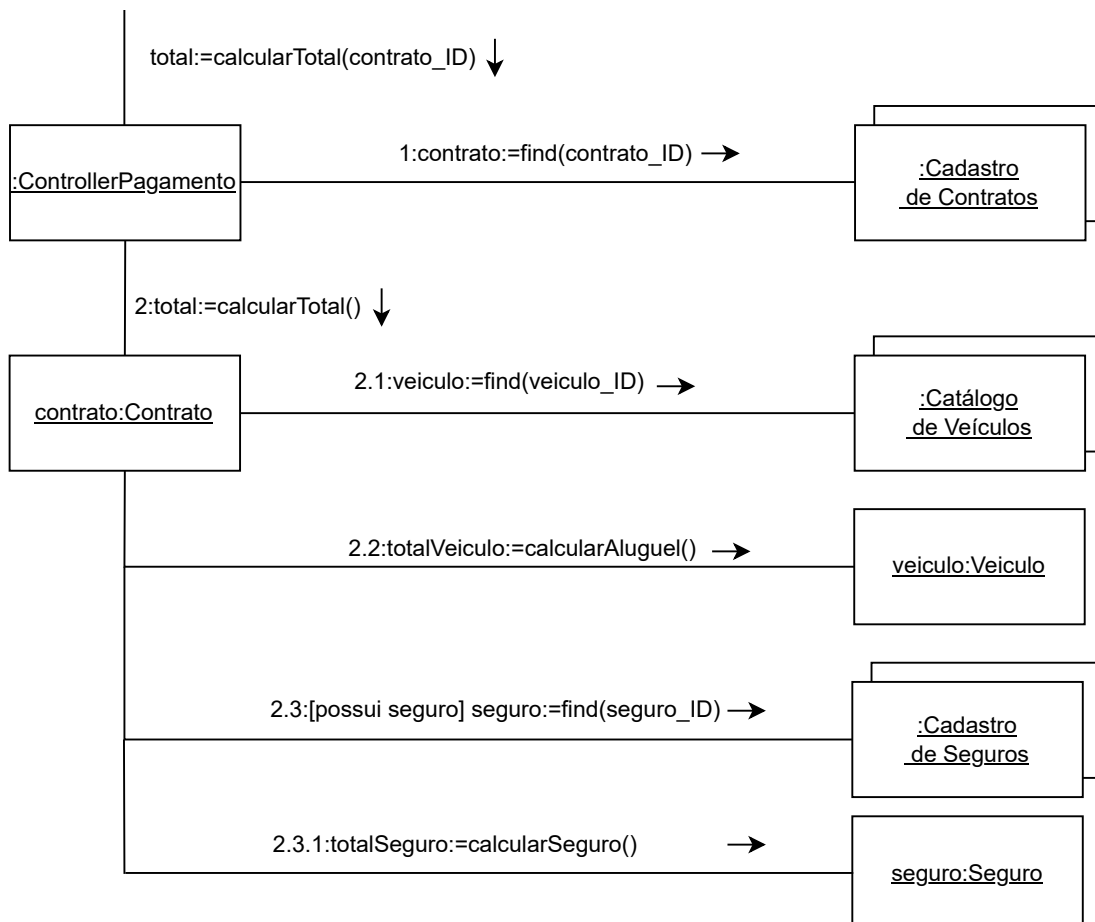 total:=calcularTotal(contrato_ID)
:ControllerPagamento
1:contrato:=find(contrato_ID)
:Cadastro
de Contratos
2:total:=calcularTotal()
contrato:Contrato
2.1:veiculo:=find(veiculo_ID)
:Catálogo
de Veículos
2.2:totalVeiculo:=calcularAluguel()
veiculo:Veiculo
2.3:[possui seguro] seguro:=find(seguro_ID)
:Cadastro
de Seguros
2.3.1:totalSeguro:=calcularSeguro()
seguro:Seguro